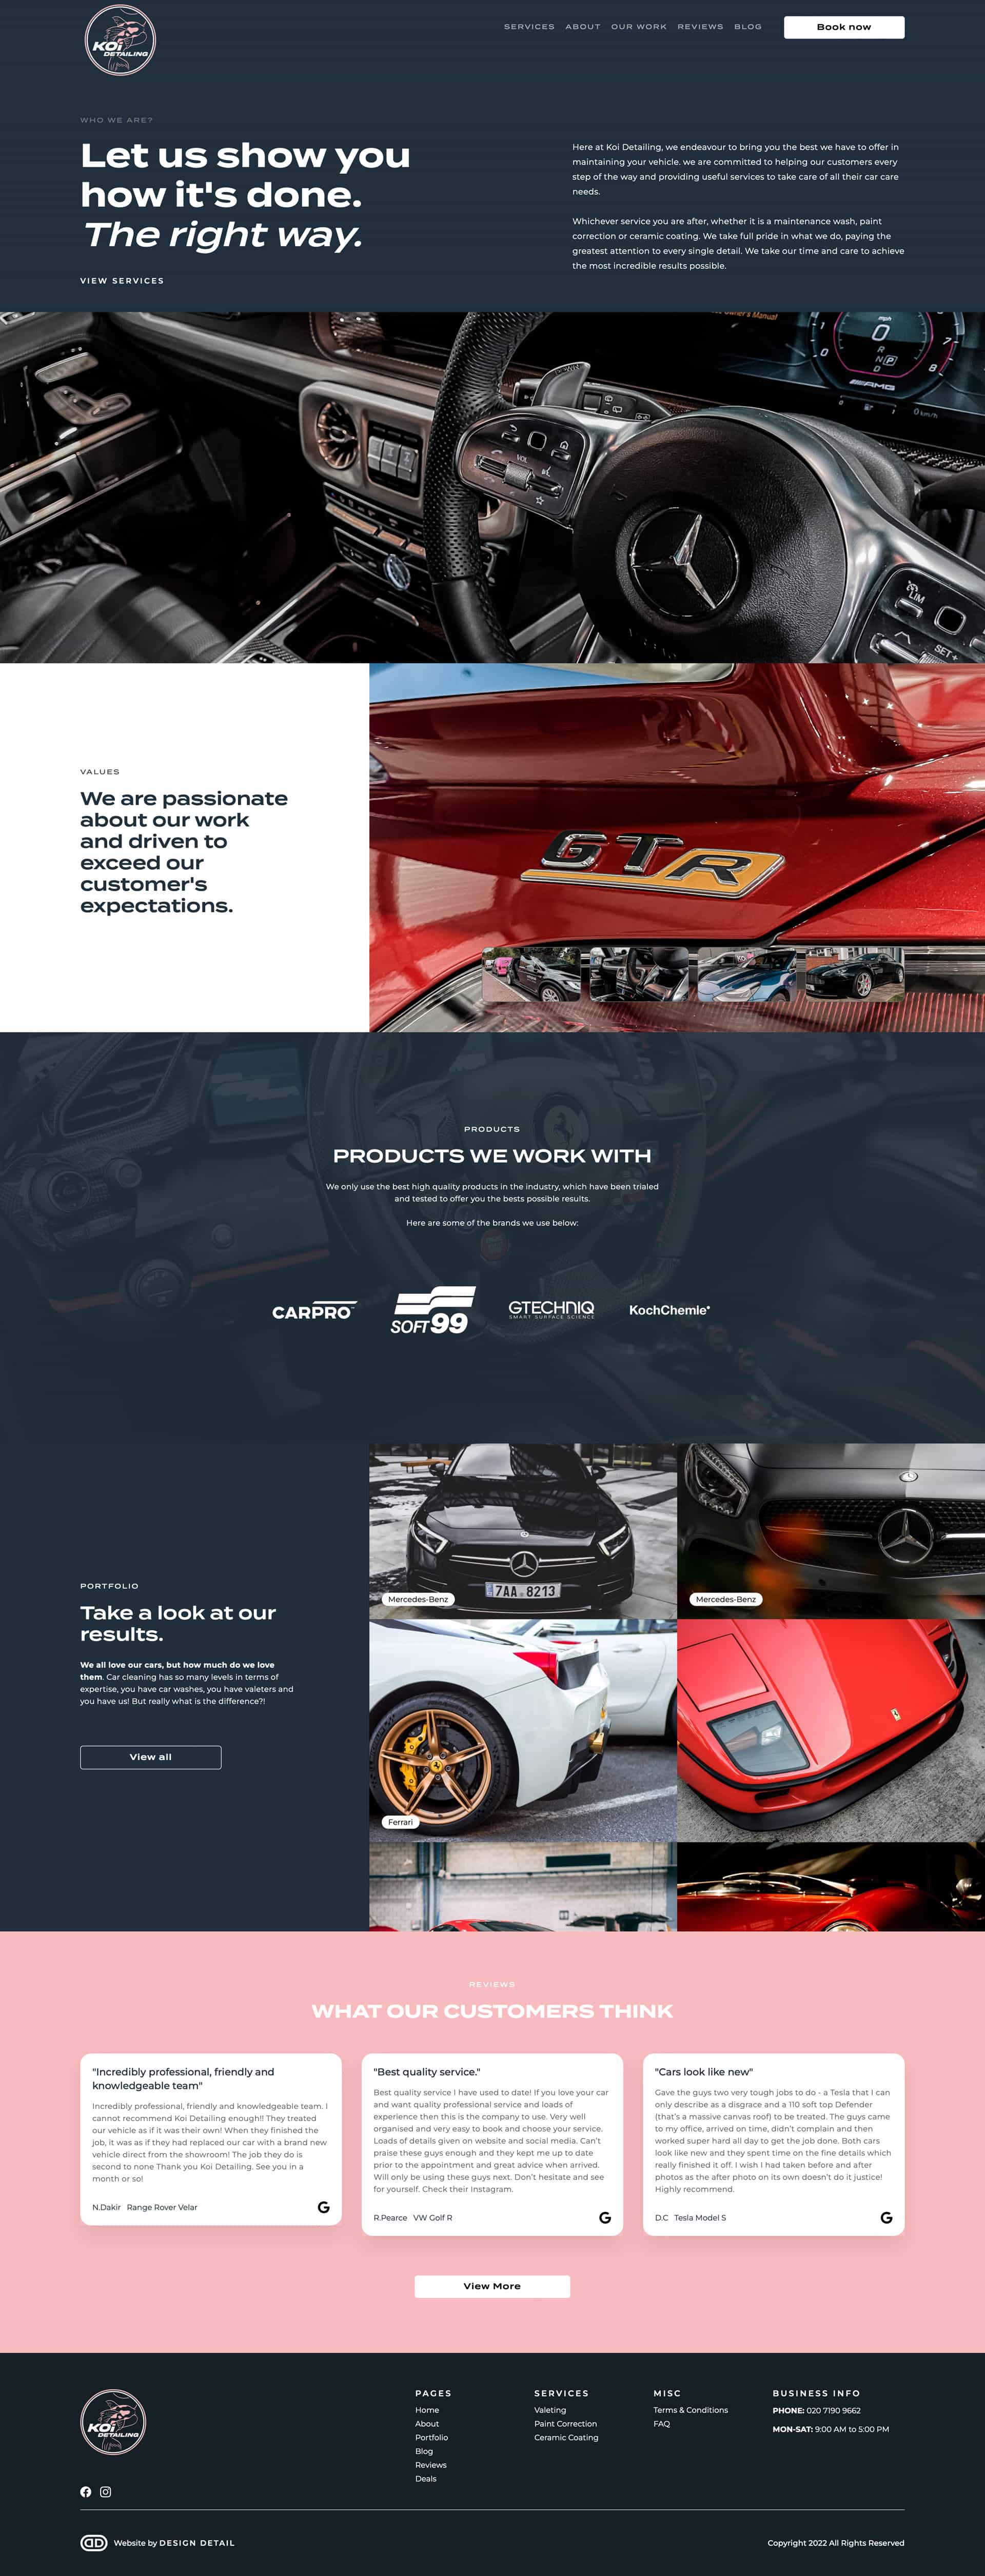 KOI
DETAILING
SERVICES ABOUT OUR WORK REVIEWS BLOG Book now
WHO WE ARE?
Let us show you
how it's done.
The right way.
VIEW SERVICES
Here at Koi Detailing, we endeavour to bring you the best we have to offer in
maintaining your vehicle. we are committed to helping our customers every
step of the way and providing useful services to take care of all their car care
needs.
Whichever service you are after, whether it is a maintenance wash, paint
correction or ceramic coating. We take full pride in what we do, paying the
greatest attention to every single detail. We take our time and care to achieve
the most incredible results possible.
Owner's Manual
mph
0
1
0
7
8
N P
D
AMG
0 km/h
VOL
LIM
SET+
VALUES
We are passionate
about our work
and driven to
exceed our
customer's
expectations.
GTR
PRODUCTS
PRODUCTS WE WORK WITH
We only use the best high quality products in the industry, which have been trialed
and tested to offer you the bests possible results.
Here are some of the brands we use below:
CARPRO
SOFT99
GTECHNIQ
SMART SURFACE SCIENCE
KochChemie
PORTFOLIO
Take a look at our
results.
We all love our cars, but how much do we love
them. Car cleaning has so many levels in terms of
expertise, you have car washes, you have valeters and
you have us! But really what is the difference?!
View all
7AA 8213
Mercedes-Benz
Mercedes-Benz
Ferrari
REVIEWS
WHAT OUR CUSTOMERS THINK
"Incredibly professional, friendly and
knowledgeable team"
Incredibly professional, friendly and knowledgeable team. I
cannot recommend Koi Detailing enough!! They treated
our vehicle as if it was their own! When they finished the
job, it was as if they had replaced our car with a brand new
vehicle direct from the showroom! The job they do is
second to none Thank you Koi Detailing. See you in a
month or so!
N.Dakir Range Rover Velar
G
"Best quality service."
Best quality service I have used to date! If you love your car
and want quality professional service and loads of
experience then this is the company to use. Very well
organised and very easy to book and choose your service.
Loads of details given on website and social media. Can't
praise these guys enough and they kept me up to date
prior to the appointment and great advice when arrived.
Will only be using these guys next. Don't hesitate and see
for yourself. Check their Instagram.
R.Pearce VW Golf R
G
"Cars look like new"
Gave the guys two very tough jobs to do - a Tesla that I can
only describe as a disgrace and a 110 soft top Defender
(that's a massive canvas roof) to be treated. The guys came
to my office, arrived on time, didn't complain and then
worked super hard all day to get the job done. Both cars
look like new and they spent time on the fine details which
really finished it off. I wish I had taken before and after
photos as the after photo on its own doesn't do it justice!
Highly recommend.
D.C Tesla Model S
G
View More
KOI
DETAILING
PAGES
Home
About
Portfolio
Blog
Reviews
Deals
SERVICES
Valeting
Paint Correction
Ceramic Coating
MISC
Terms & Conditions
FAQ
BUSINESS INFO
PHONE: 020 7190 9662
MON-SAT: 9:00 AM to 5:00 PM
Website by DESIGN DETAIL
Copyright 2022 All Rights Reserved